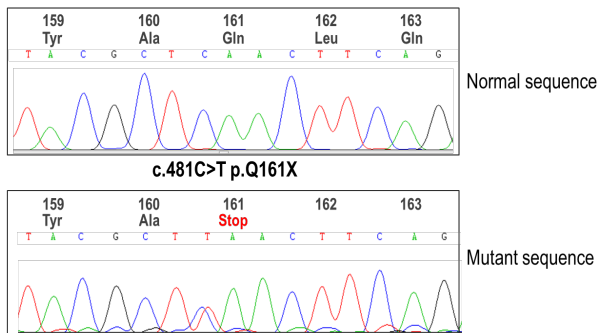 159 160 161 162 163
Tyr Ala Gln Leu Gln
T A C G C T C A A C T T C A G
Normal sequence
c.481C>T p.Q161X
159 160 161 162 163
Tyr Ala Stop
T A C G C T T A A C T T C A G
Mutant sequence